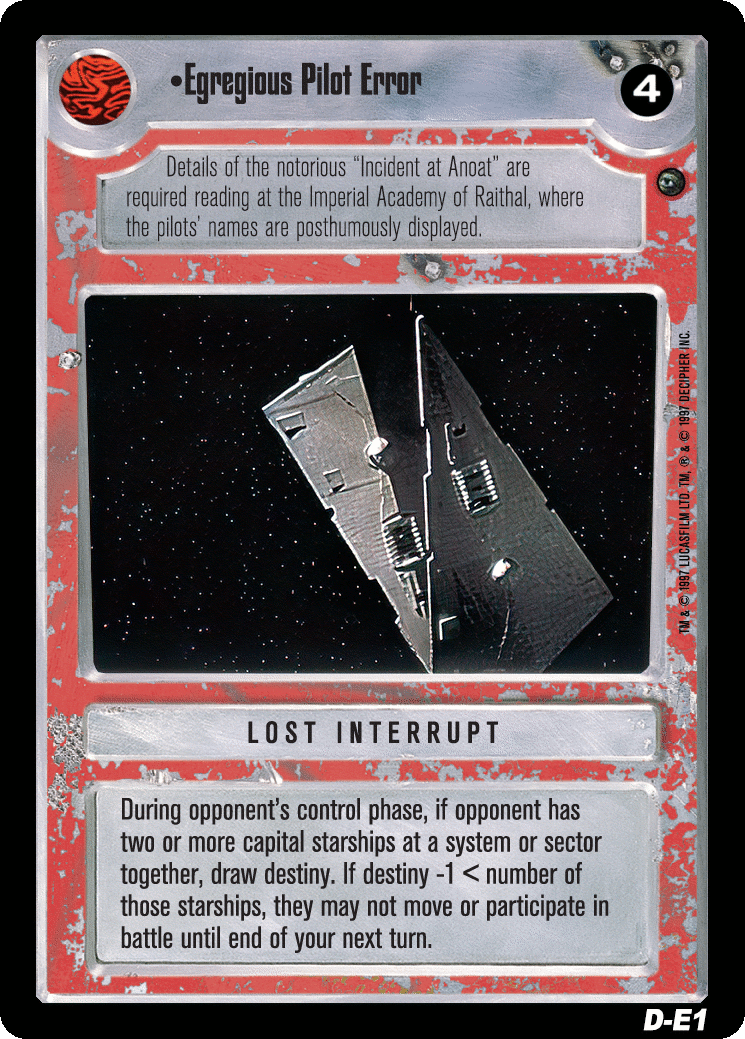 •Egregious Pilot Error
4
Details of the notorious “Incident at Anoat” are
required reading at the Imperial Academy of Raithal, where
the pilots’ names are posthumously displayed.
TM & © 1997 LUCASFILM LTD. TM, ® & © 1997 DECIPHER INC.
LOST INTERRUPT
During opponent’s control phase, if opponent has
two or more capital starships at a system or sector
together, draw destiny. If destiny -1 < number of
those starships, they may not move or participate in
battle until end of your next turn.
D-E1